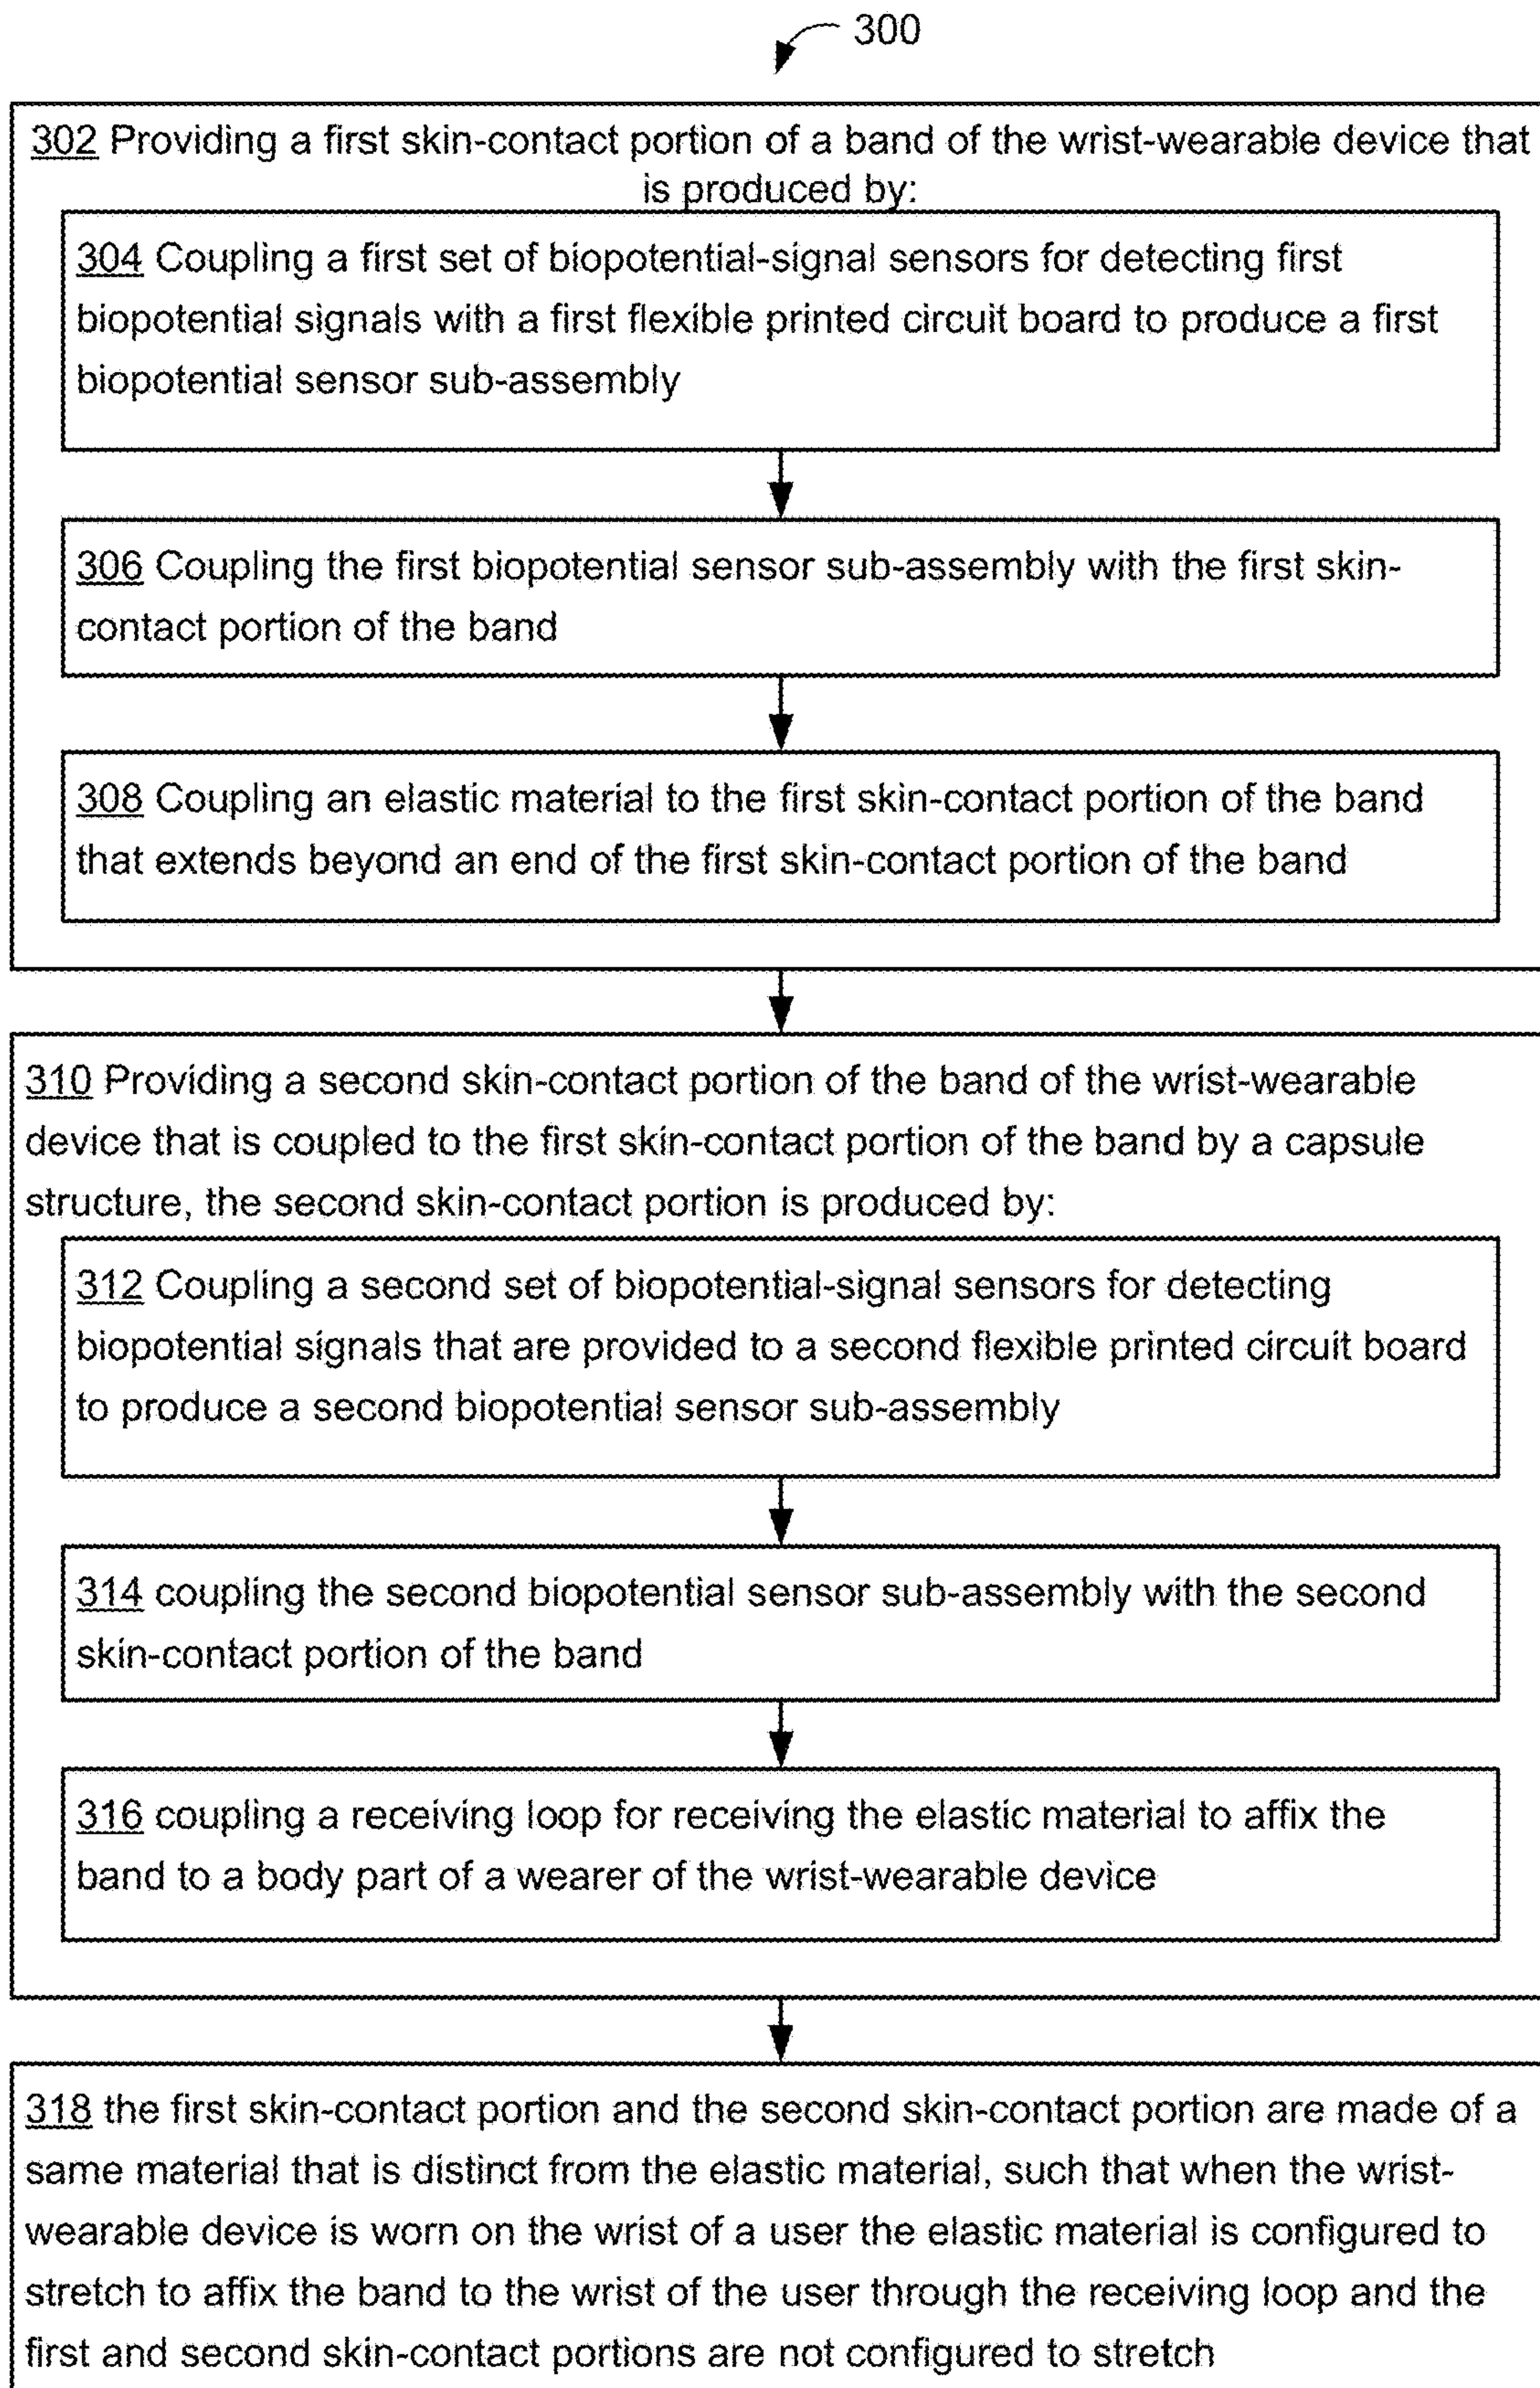 300
302 Providing a first skin-contact portion of a band of the wrist-wearable device that
is produced by:
304 Coupling a first set of biopotential-signal sensors for detecting first
biopotential signals with a first flexible printed circuit board to produce a first
biopotential sensor sub-assembly
306 Coupling the first biopotential sensor sub-assembly with the first skin-
contact portion of the band
308 Coupling an elastic material to the first skin-contact portion of the band
that extends beyond an end of the first skin-contact portion of the band
310 Providing a second skin-contact portion of the band of the wrist-wearable
device that is coupled to the first skin-contact portion of the band by a capsule
structure, the second skin-contact portion is produced by:
312 Coupling a second set of biopotential-signal sensors for detecting
biopotential signals that are provided to a second flexible printed circuit board
to produce a second biopotential sensor sub-assembly
314 coupling the second biopotential sensor sub-assembly with the second
skin-contact portion of the band
316 coupling a receiving loop for receiving the elastic material to affix the
band to a body part of a wearer of the wrist-wearable device
318 the first skin-contact portion and the second skin-contact portion are made of a
same material that is distinct from the elastic material, such that when the wrist-
wearable device is worn on the wrist of a user the elastic material is configured to
stretch to affix the band to the wrist of the user through the receiving loop and the
first and second skin-contact portions are not configured to stretch